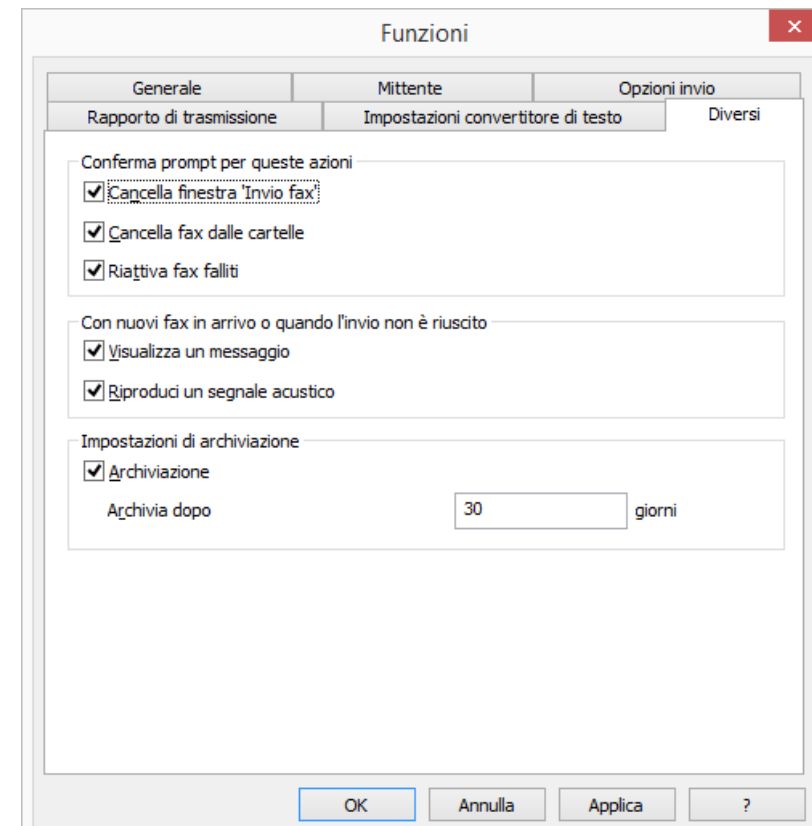 Funzioni
Generale Mittente Opzioni invio
Rapporto di trasmissione Impostazioni convertitore di testo Diversi
Conferma prompt per queste azioni
Cancella finestra 'Invio fax'
Cancella fax dalle cartelle
Riattiva fax falliti
Con nuovi fax in arrivo o quando l'invio non è riuscito
Visualizza un messaggio
Riproduci un segnale acustico
Impostazioni di archiviazione
Archiviazione
Archivia dopo 30 giorni
OK Annulla Applica ?